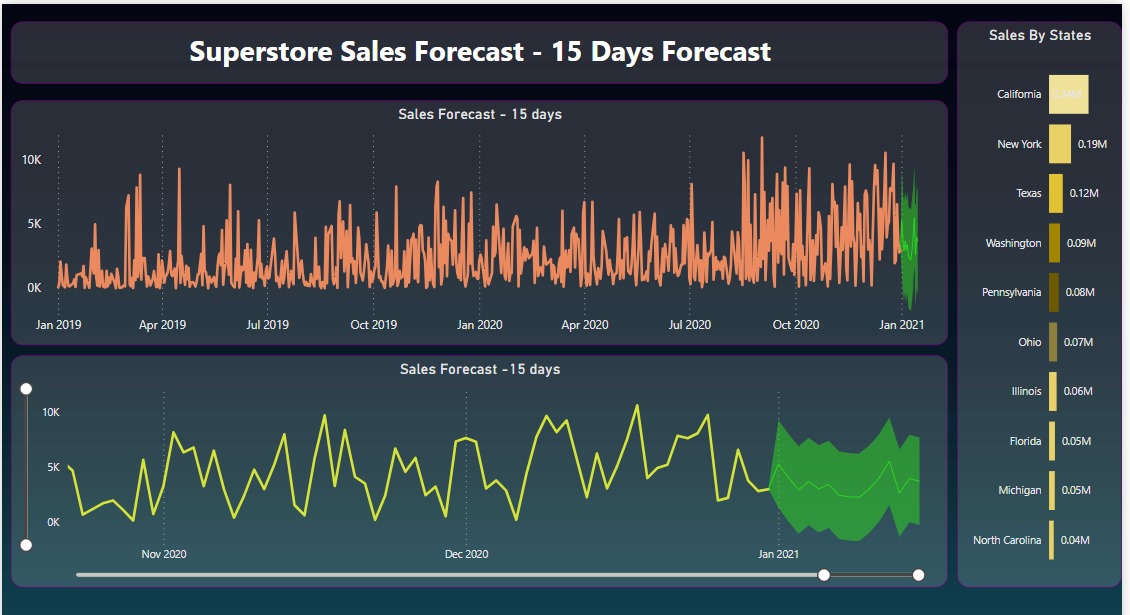 Superstore Sales Forecast - 15 Days Forecast
Sales Forecast - 15 days
10K
5K
0K
Jan 2019 Apr 2019 Jul 2019 Oct 2019 Jan 2020 Apr 2020 Jul 2020 Oct 2020 Jan 2021
Sales Forecast -15 days
10K
5K
0K
Nov 2020 Dec 2020 Jan 2021
Sales By States
California 0.34M
New York 0.19M
Texas 0.12M
Washington 0.09M
Pennsylvania 0.08M
Ohio 0.07M
Illinois 0.06M
Florida 0.05M
Michigan 0.05M
North Carolina 0.04M